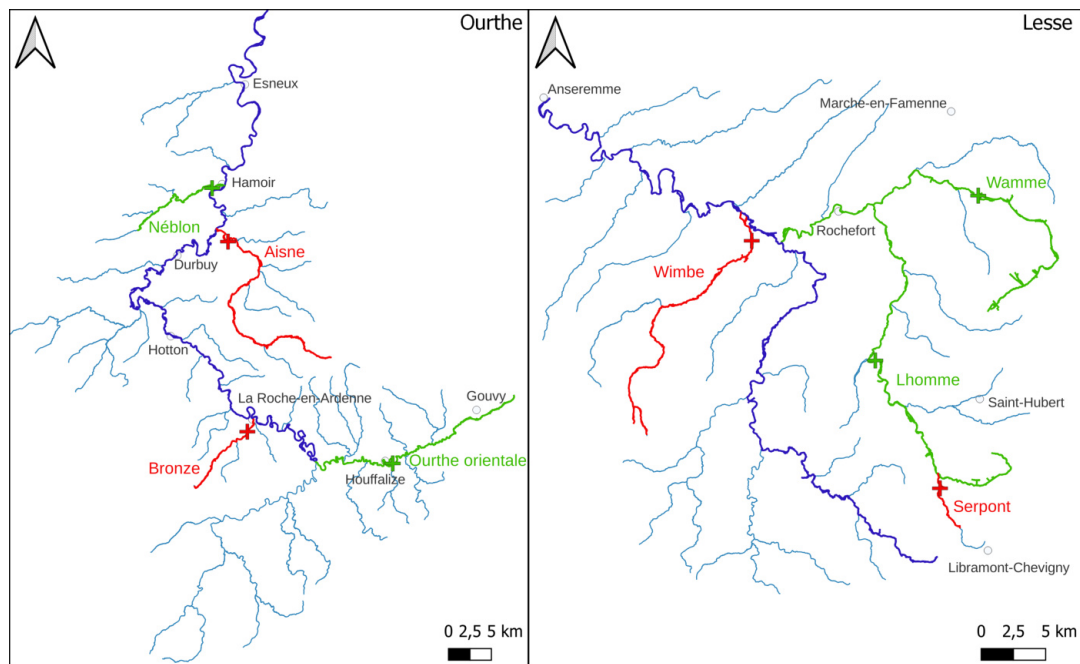 Ourthe
Esneux
Hamoir
Néblon
Aisne
Durbuy
Hotton
La Roche-en-Ardenne
Gouvy
Bronze
Ourthe orientale
Houffalize
0 2,5 5 km
Lesse
Anseremme
Marche-en-Famenne
Wamme
Rochefort
Wimbe
Lhomme
Saint-Hubert
Serpont
Libramont-Chevigny
0 2,5 5 km